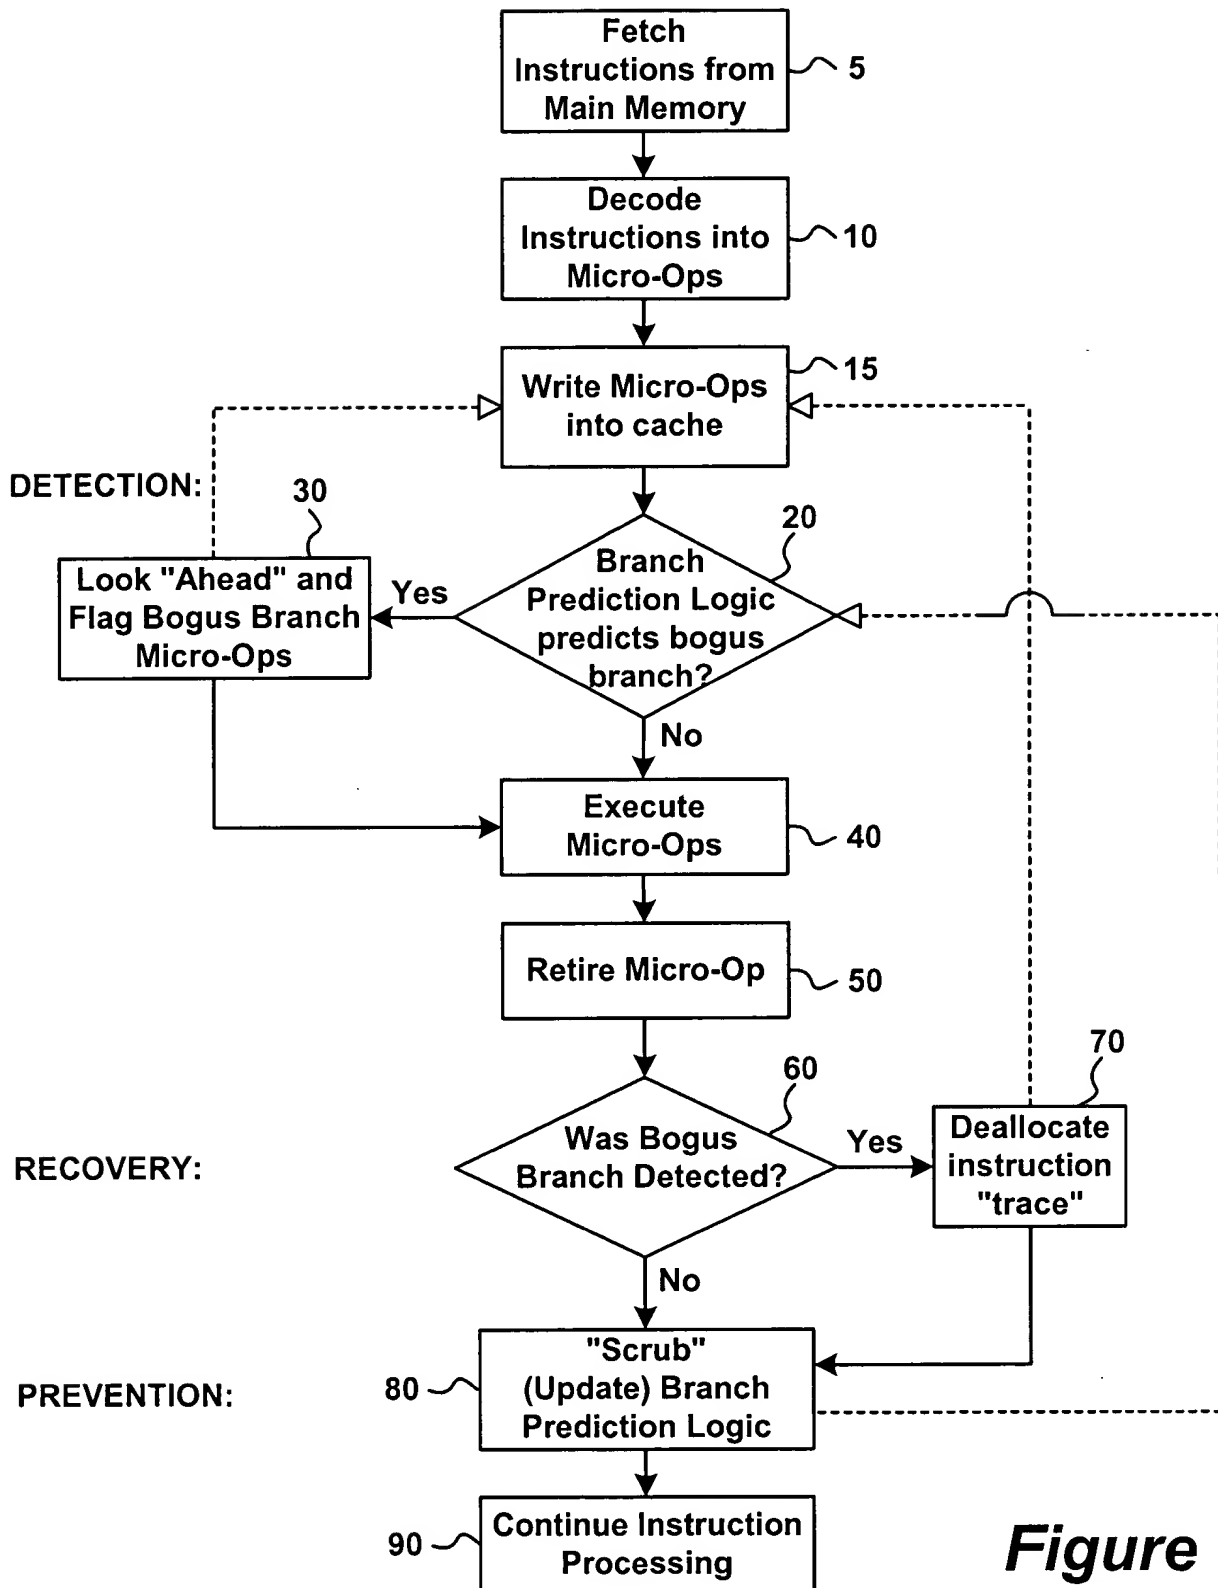 Fetch
Instructions from
Main Memory
5
Decode
Instructions into
Micro-Ops
10
Write Micro-Ops
into cache
15
DETECTION:
30
Look "Ahead" and
Flag Bogus Branch
Micro-Ops
Yes
20
Branch
Prediction Logic
predicts bogus
branch?
No
Execute
Micro-Ops
40
Retire Micro-Op
50
60
RECOVERY:
Was Bogus
Branch Detected?
Yes
70
Deallocate
instruction
"trace"
No
PREVENTION:
80
"Scrub"
(Update) Branch
Prediction Logic
90
Continue Instruction
Processing
Figure